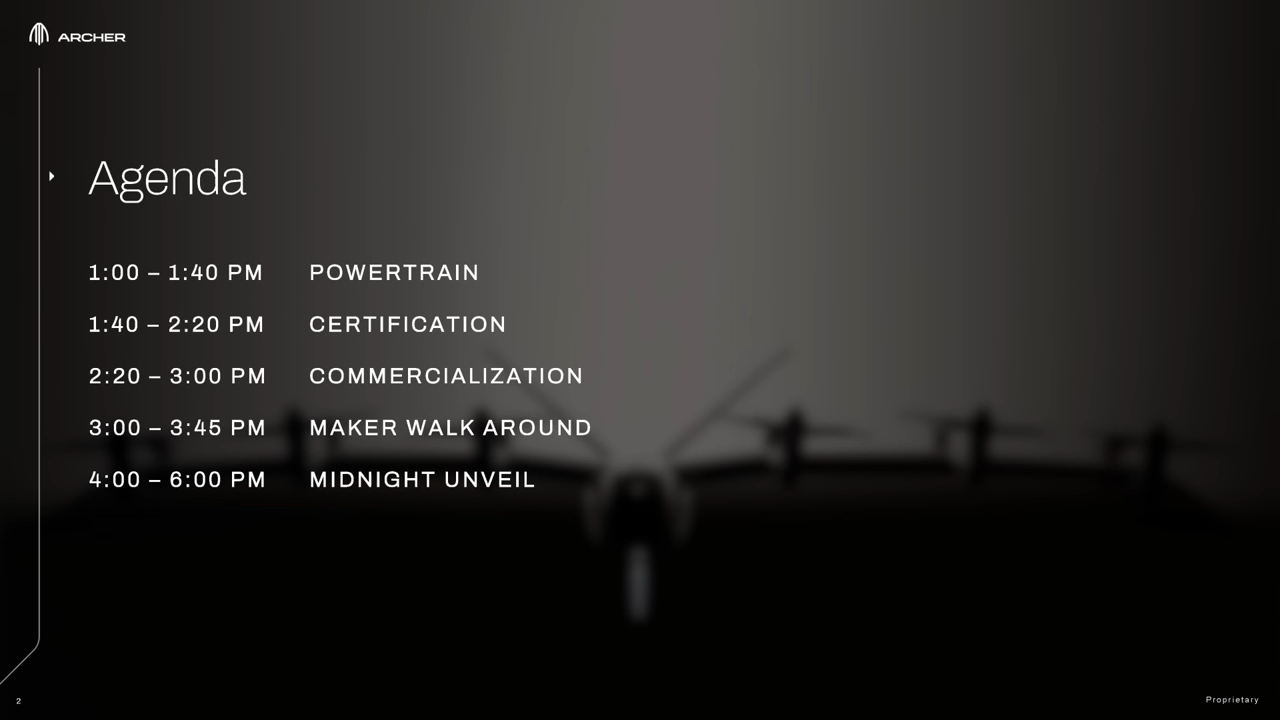 ARCHER
Agenda
1:00 – 1:40 PM POWERTRAIN
1:40 – 2:20 PM CERTIFICATION
2:20 – 3:00 PM COMMERCIALIZATION
3:00 – 3:45 PM MAKER WALK AROUND
4:00 – 6:00 PM MIDNIGHT UNVEIL
2
Proprietary